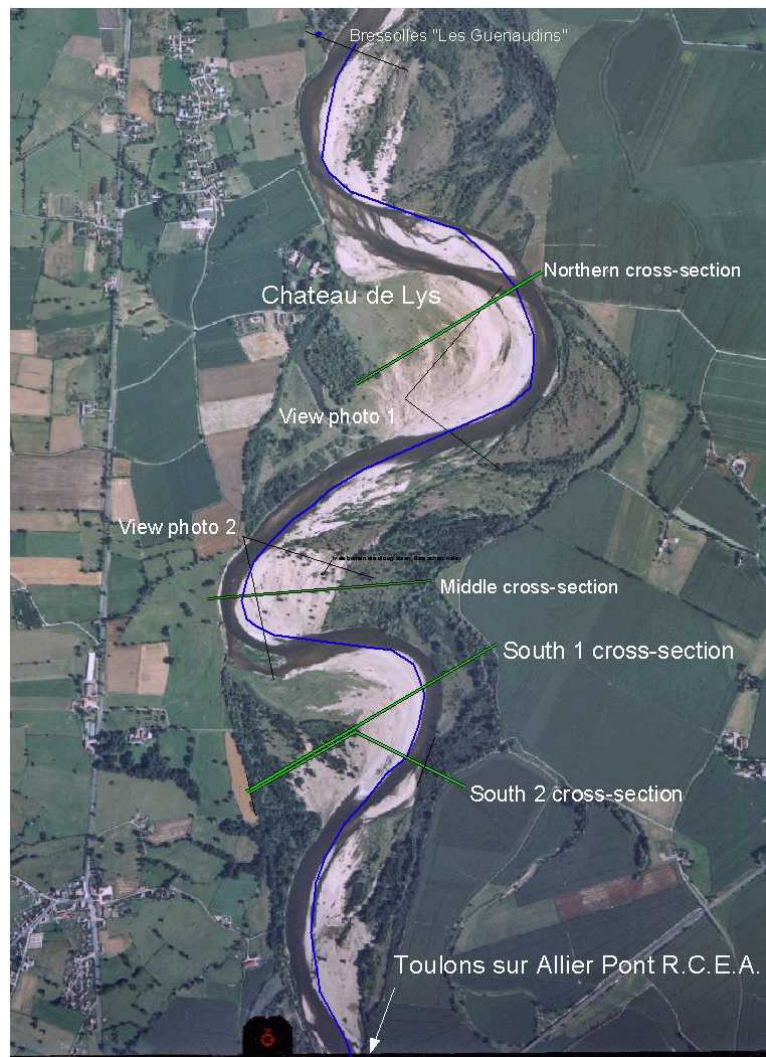 Bressolles "Les Guenaudins"
Northern cross-section
Chateau de Lys
View photo 1
View photo 2
Middle cross-section
South 1 cross-section
South 2 cross-section
Toulons sur Allier Pont R.C.E.A.